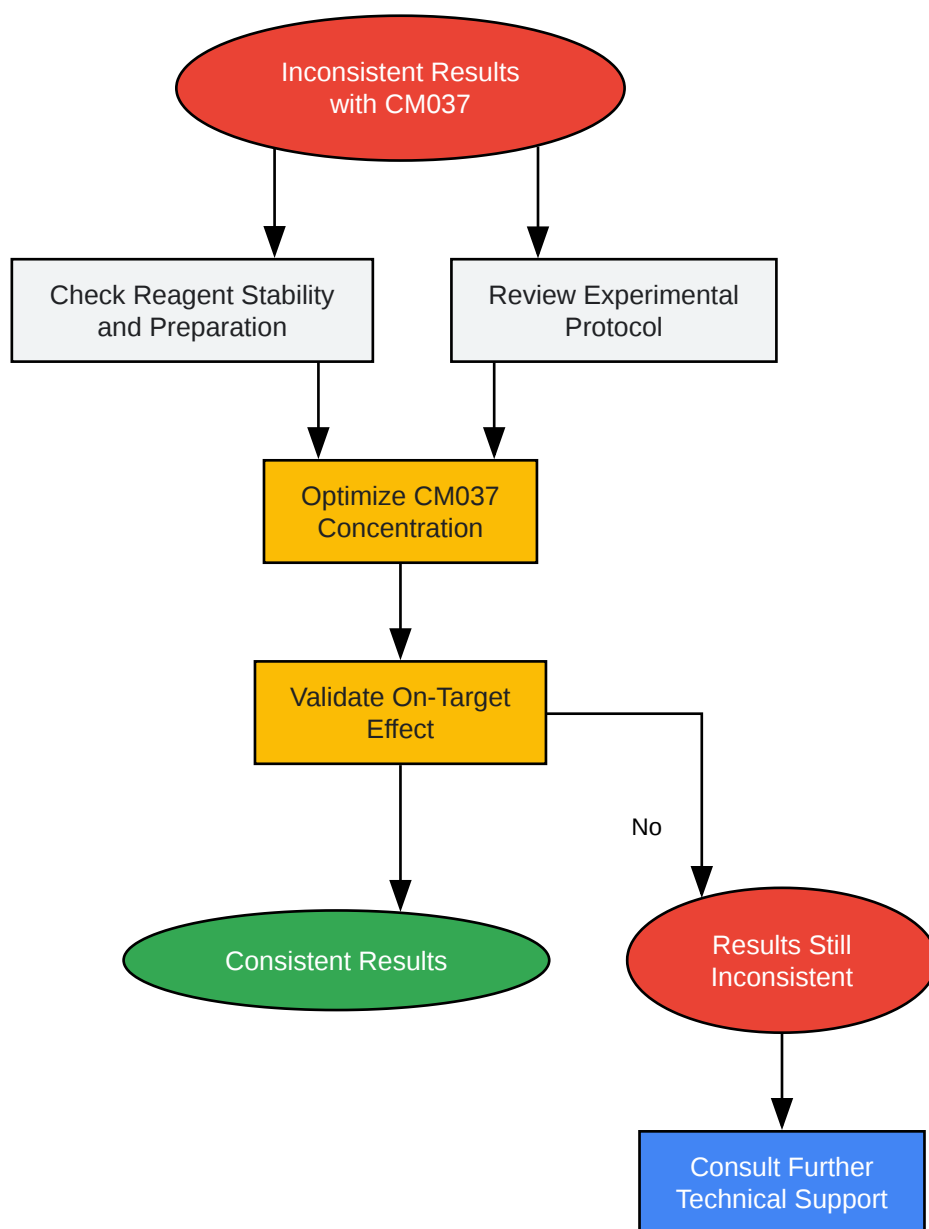 Inconsistent Results
with CM037
Check Reagent Stability
and Preparation
Review Experimental
Protocol
Optimize CM037
Concentration
Validate On-Target
Effect
No
Consistent Results
Results Still
Inconsistent
Consult Further
Technical Support